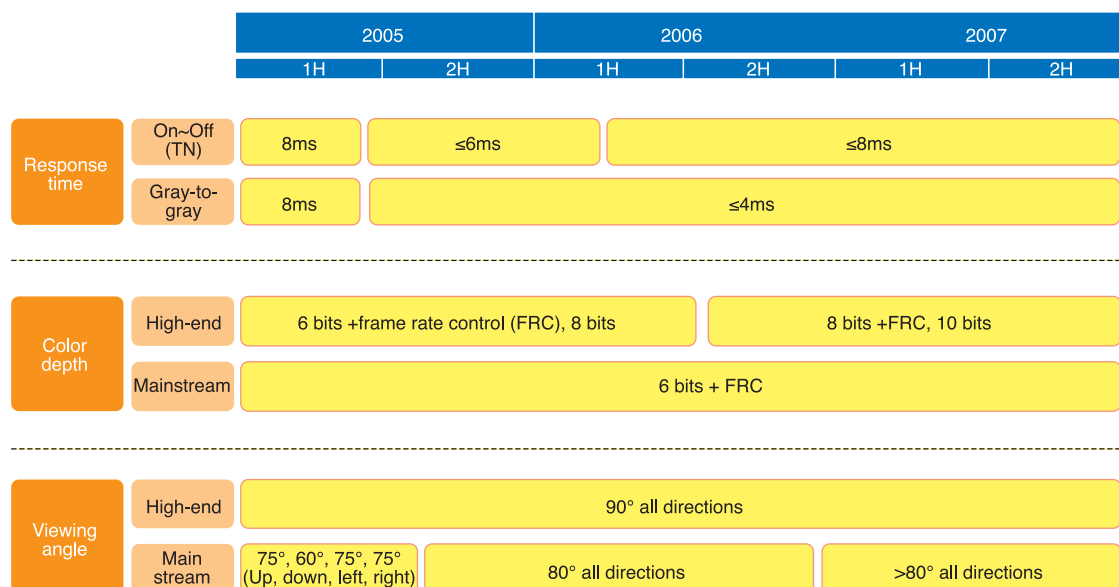 2005 2006 2007
1H 2H 1H 2H 1H 2H
Response
time
On~Off
(TN)
8ms
≤6ms
≤8ms
Gray-to-
gray
8ms
≤4ms
Color
depth
High-end
6 bits +frame rate control (FRC), 8 bits
8 bits +FRC, 10 bits
Mainstream
6 bits + FRC
Viewing
angle
High-end
90° all directions
Main
stream
75°, 60°, 75°, 75°
(Up, down, left, right)
80° all directions
>80° all directions